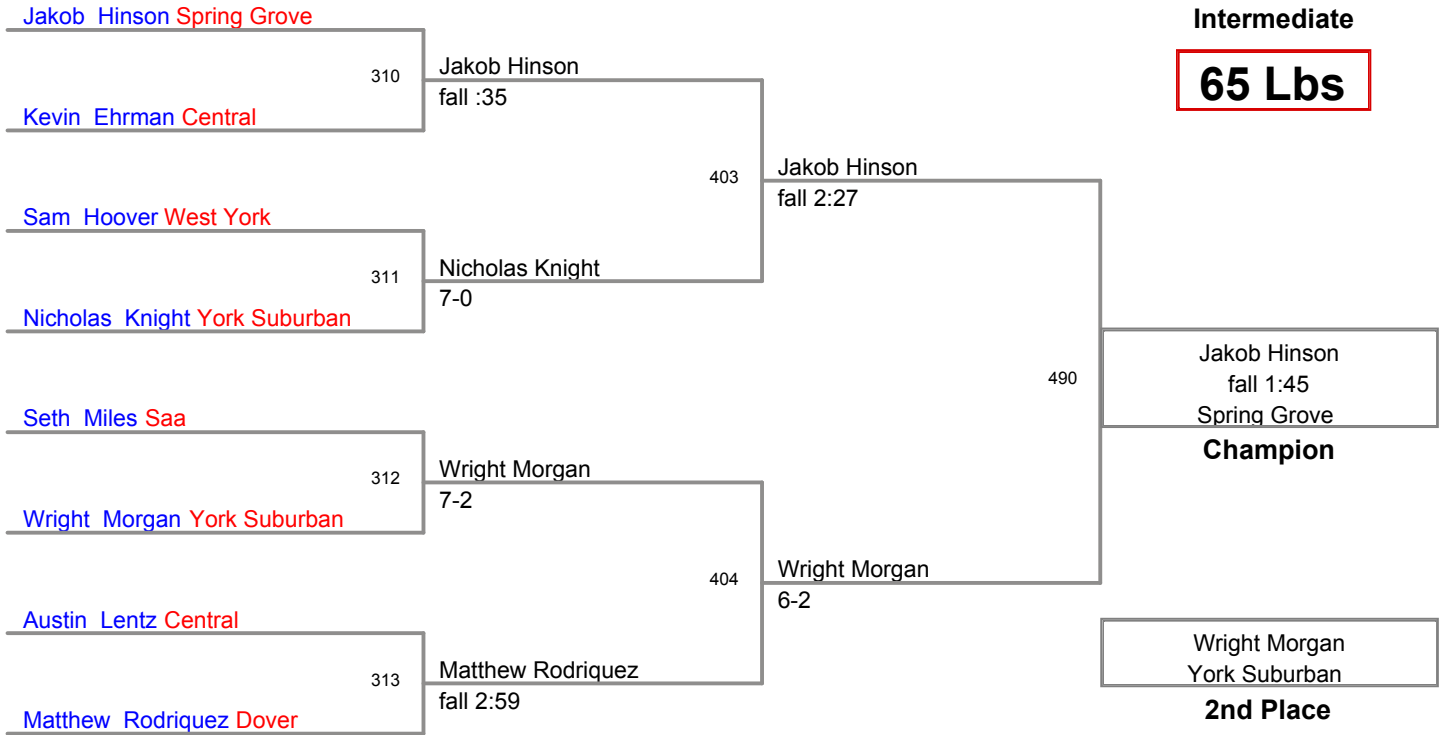 Jakob Hinson Spring Grove
Intermediate
65 Lbs
310
Jakob Hinson
fall :35
Kevin Ehrman Central
403
Jakob Hinson
fall 2:27
Sam Hoover West York
311
Nicholas Knight
7-0
Nicholas Knight York Suburban
490
Jakob Hinson
fall 1:45
Spring Grove
Champion
Seth Miles Saa
312
Wright Morgan
7-2
Wright Morgan York Suburban
404
Wright Morgan
6-2
Austin Lentz Central
313
Matthew Rodriquez
fall 2:59
Matthew Rodriquez Dover
Wright Morgan
York Suburban
2nd Place